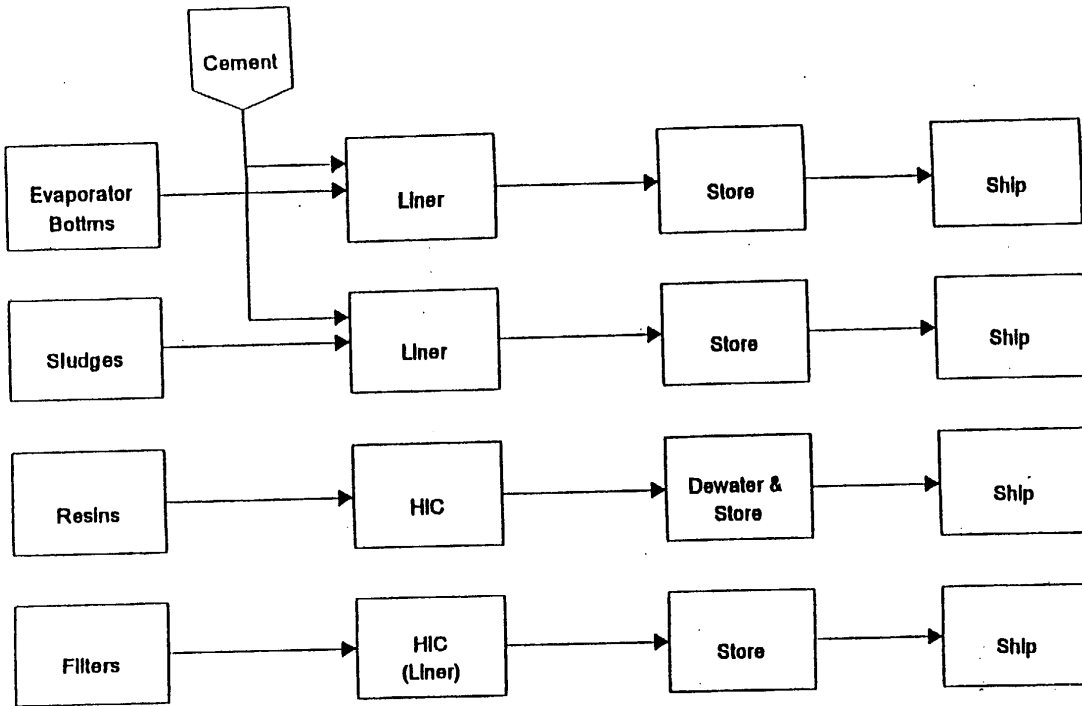 Cement
Evaporator
Bottms
Liner
Store
Ship
Sludges
Liner
Store
Ship
Resins
HIC
Dewater &
Store
Ship
Filters
HIC
(Liner)
Store
Ship